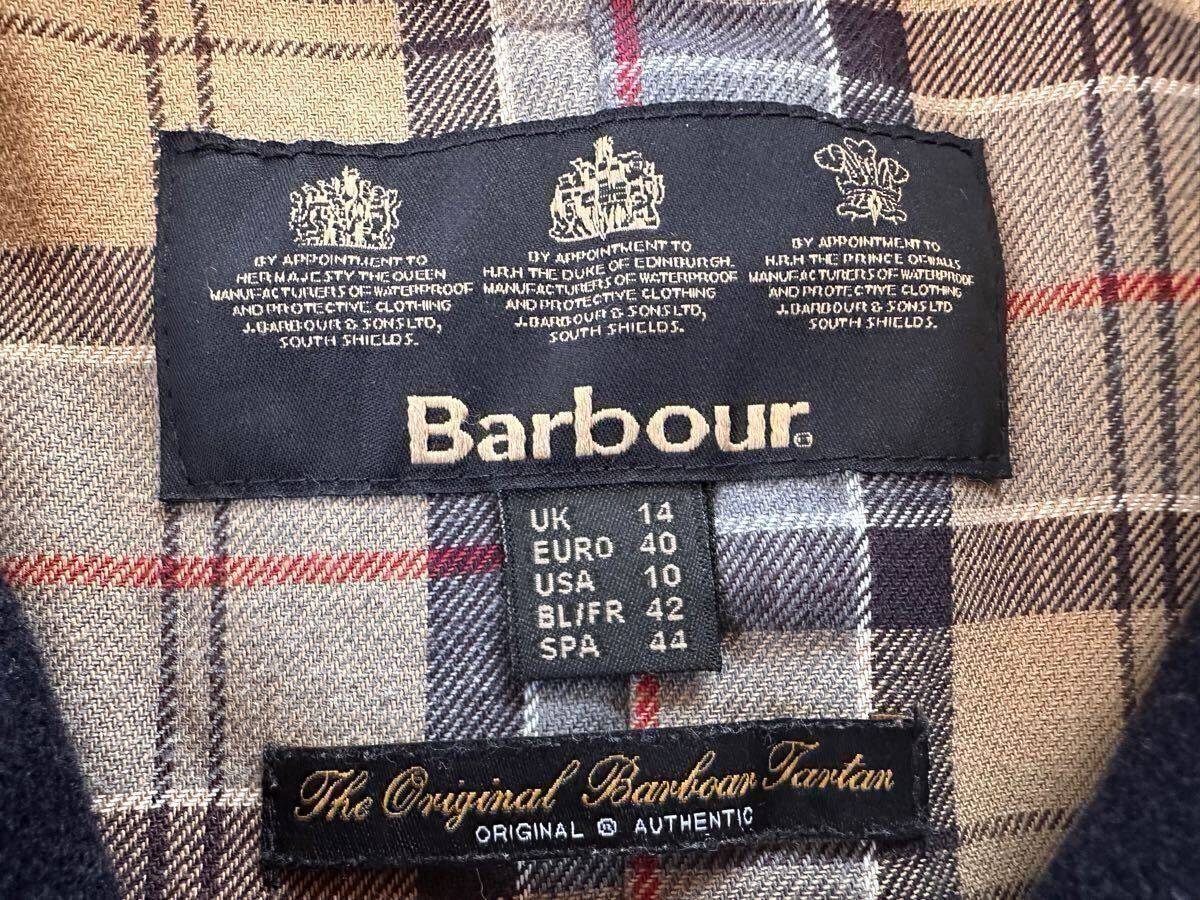 BY APPOINTMENT TO
HER MAJESTY THE QUEEN
MANUFACTURERS OF WATERPROOF
AND PROTECTIVE CLOTHING
J.BARBOUR & SONS LTD,
SOUTH SHIELDS.
BY APPOINTMENT TO
H.R.H THE DUKE OF EDINBURGH.
MANUFACTURERS OF WATERPROOF
AND PROTECTIVE CLOTHING
J.BARBOUR & SONS LTD,
SOUTH SHIELDS.
BY APPOINTMENT TO
H.R.H THE PRINCE OF WALLS
MANUFACTURERS OF WATERPROOF
AND PROTECTIVE CLOTHING
J.BARBOUR & SONS LTD
SOUTH SHIELDS.
Barbour
UK 14
EURO 40
USA 10
BL/FR 42
SPA 44
The Original Barboar Tartan
ORIGINAL ® AUTHENTIC